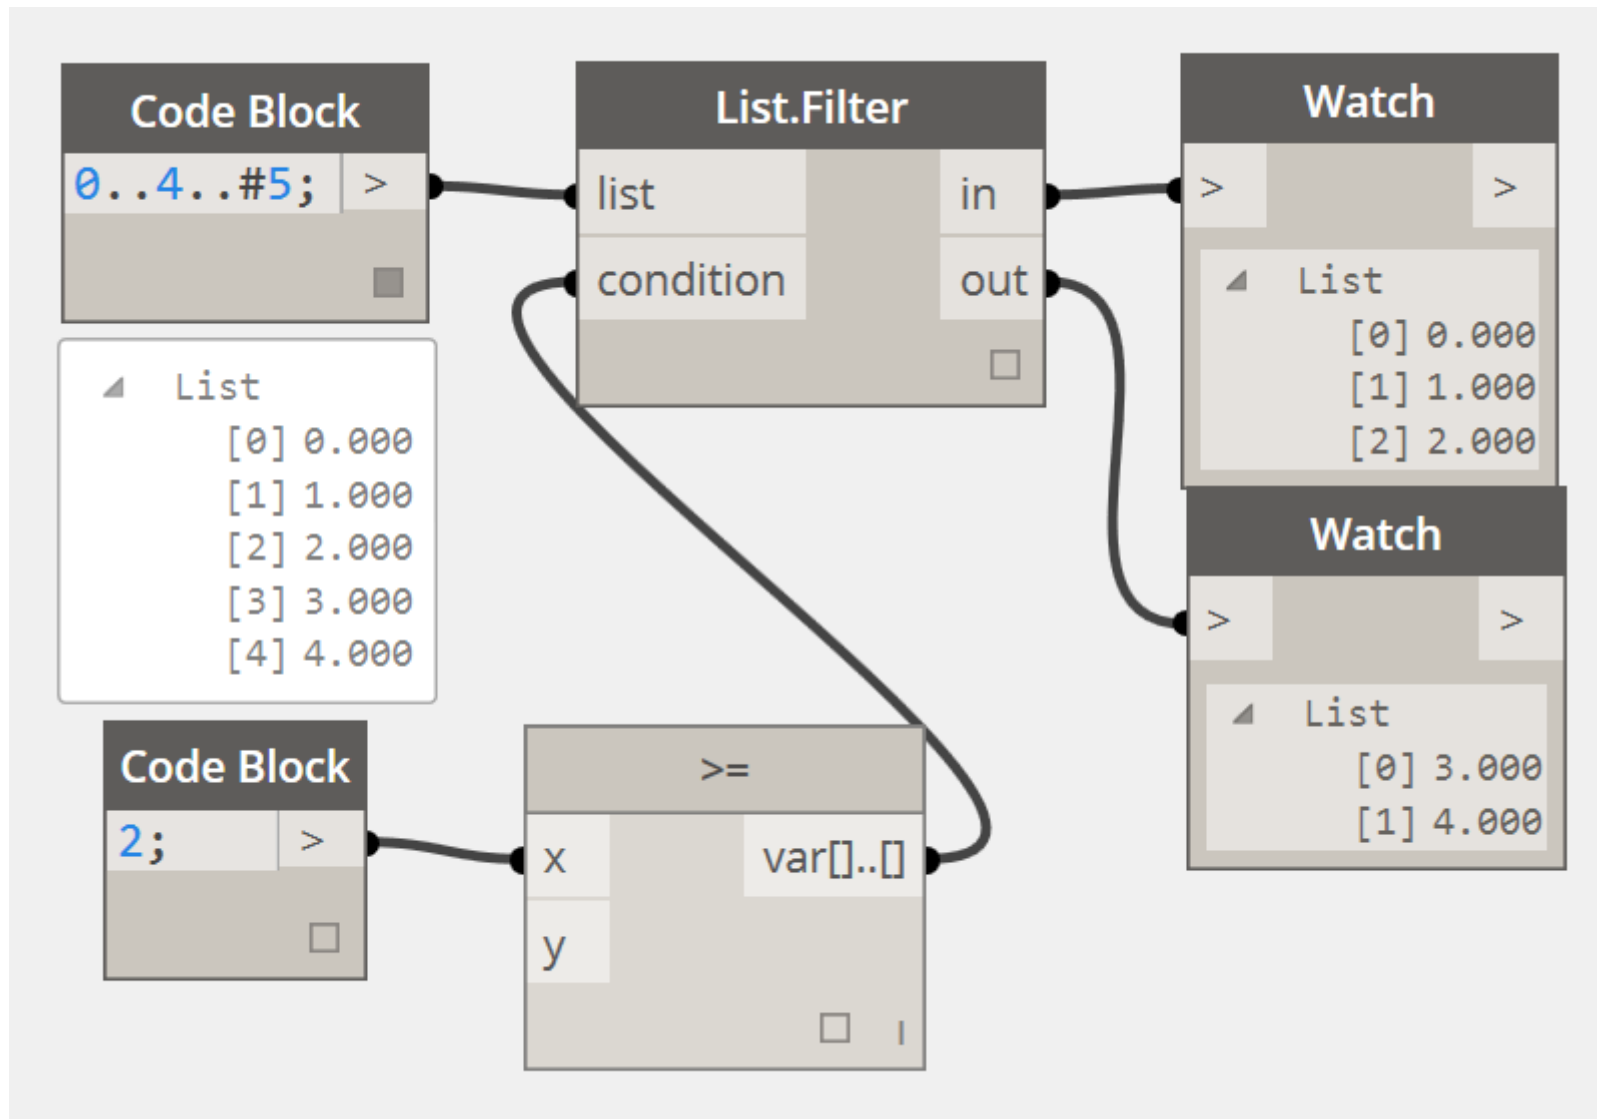 Code Block
0..4..#5; >
List
[0] 0.000
[1] 1.000
[2] 2.000
[3] 3.000
[4] 4.000
List.Filter
list in
condition out
Watch
> >
List
[0] 0.000
[1] 1.000
[2] 2.000
Watch
> >
List
[0] 3.000
[1] 4.000
Code Block
2; >
>=
x var[]..[]
y